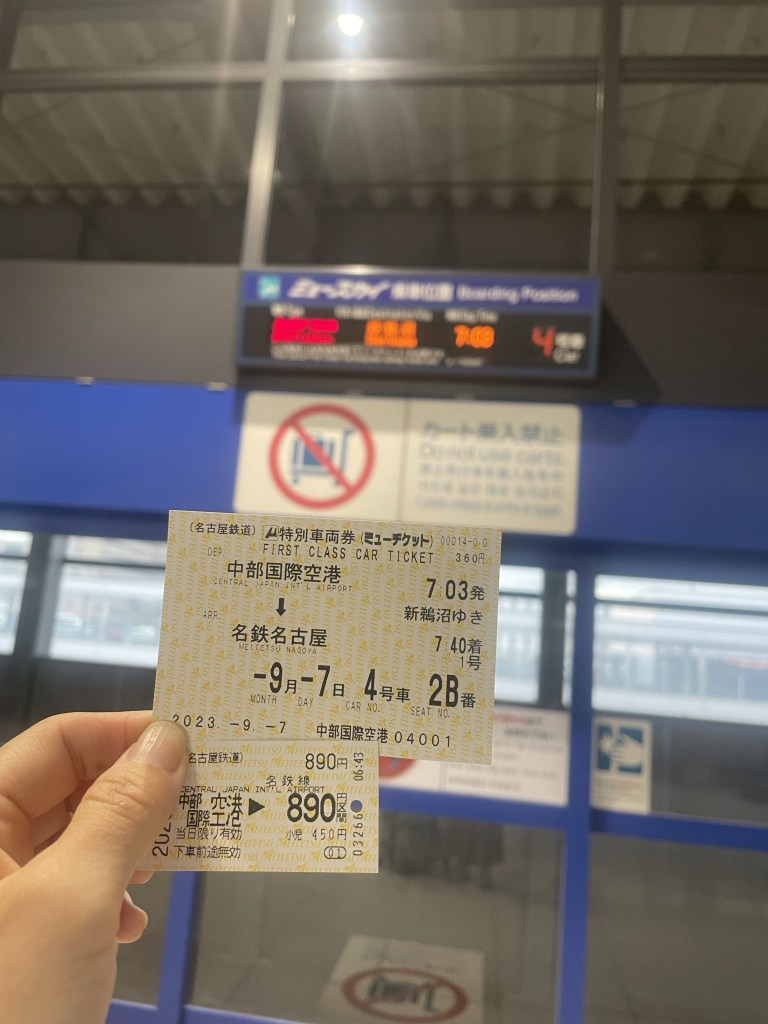 ミュースカイ 乗車位置 Boarding Position
7:03
4 号車
Car
カート乗入禁止
Do not use carts.
(名古屋鉄道) μ特別車両券(ミューチケット) 00014-00
DEP. FIRST CLASS CAR TICKET 360円
中部国際空港 7:03発
CENTRAL JAPAN INT'L AIRPORT
新鵜沼ゆき
ARR. 名鉄名古屋 7:40着
MEITETSU NAGOYA
1号
-9月-7日 4号車 2B番
MONTH DAY CAR NO. SEAT NO.
2023.-9.-7 中部国際空港 04001
名古屋鉄道) 890円 06:43
名鉄線
CENTRAL JAPAN INT'L AIRPORT
中部国際空港 ▶ 890円区間
当日限り有効 小児 450円
下車前途無効 01
03266